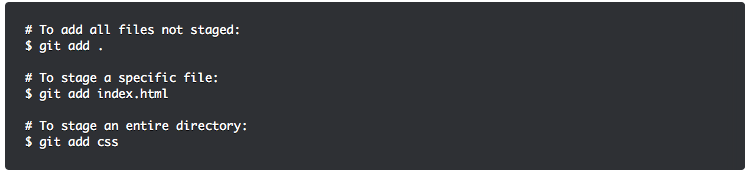 # To add all files not staged:
$ git add .
# To stage a specific file:
$ git add index.html
# To stage an entire directory:
$ git add css